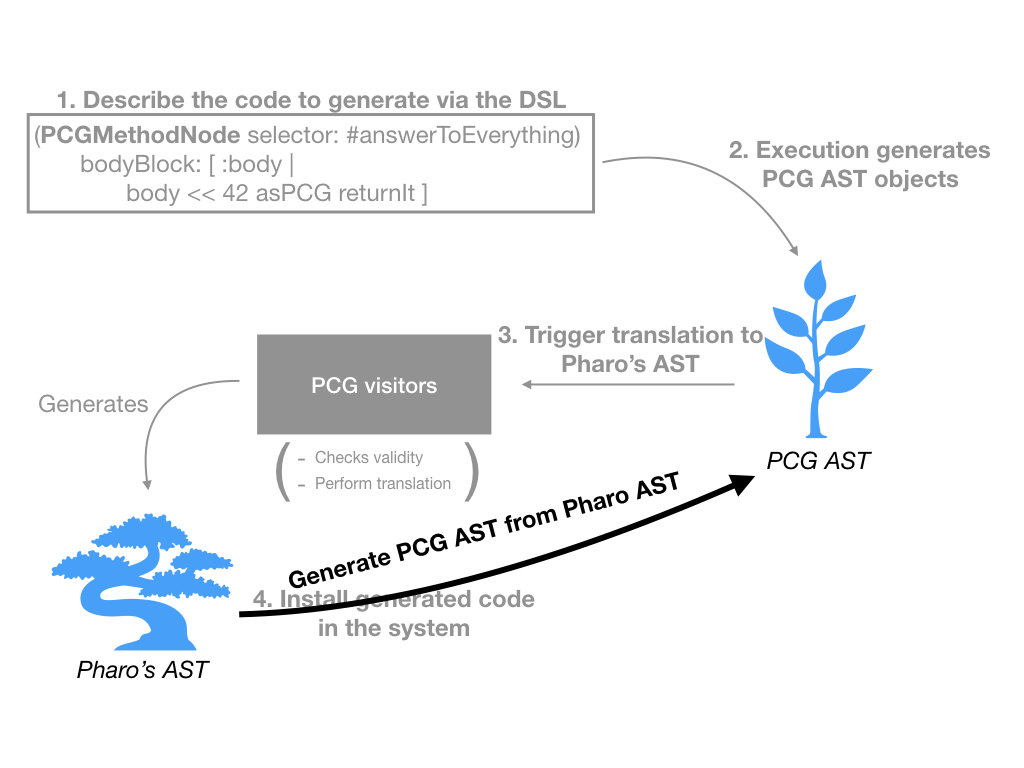 1. Describe the code to generate via the DSL
(PCGMethodNode selector: #answerToEverything)
bodyBlock: [ :body |
body << 42 asPCG returnIt ]
2. Execution generates
PCG AST objects
3. Trigger translation to
Pharo’s AST
PCG visitors
Generates
- Checks validity
- Perform translation
PCG AST
Generate PCG AST from Pharo AST
4. Install generated code
in the system
Pharo’s AST